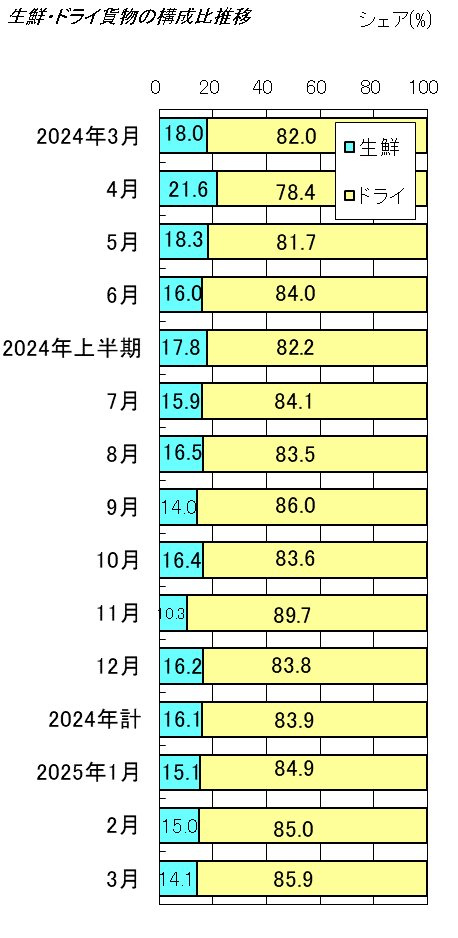 生鮮・ドライ貨物の構成比推移
シェア(%)
0 20 40 60 80 100
2024年3月 18.0 82.0
生鮮
4月 21.6 78.4
ドライ
5月 18.3 81.7
6月 16.0 84.0
2024年上半期 17.8 82.2
7月 15.9 84.1
8月 16.5 83.5
9月 14.0 86.0
10月 16.4 83.6
11月 10.3 89.7
12月 16.2 83.8
2024年計 16.1 83.9
2025年1月 15.1 84.9
2月 15.0 85.0
3月 14.1 85.9